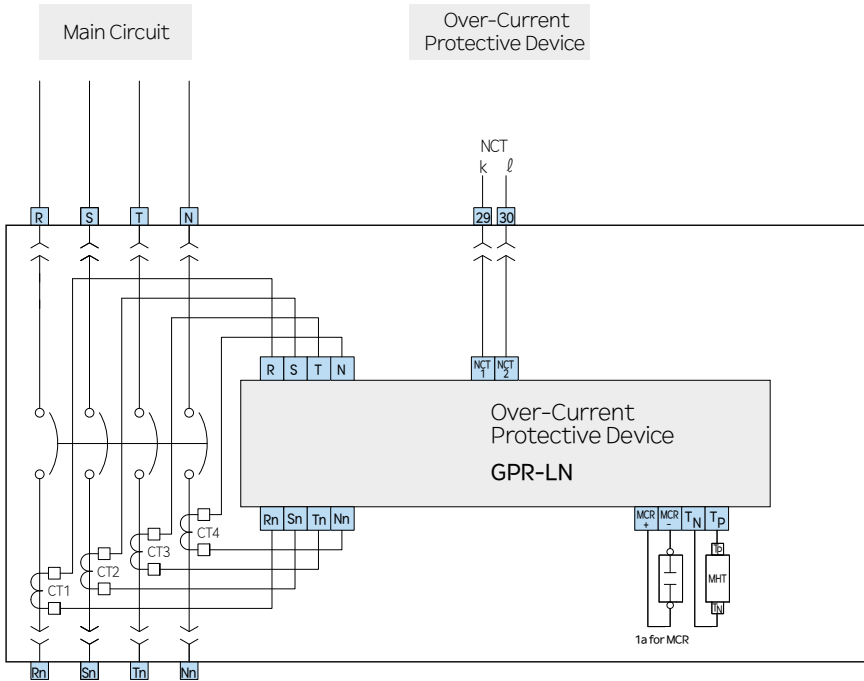 Main Circuit
Over-Current
Protective Device
NCT
k ℓ
R S T N
29 30
R S T N
NCT
1
NCT
2
Over-Current
Protective Device
GPR-LN
Rn Sn Tn Nn
MCR
+
MCR
-
TN
TP
CT4
CT3
CT2
CT1
TP
MHT
TN
1a for MCR
Rn Sn Tn Nn